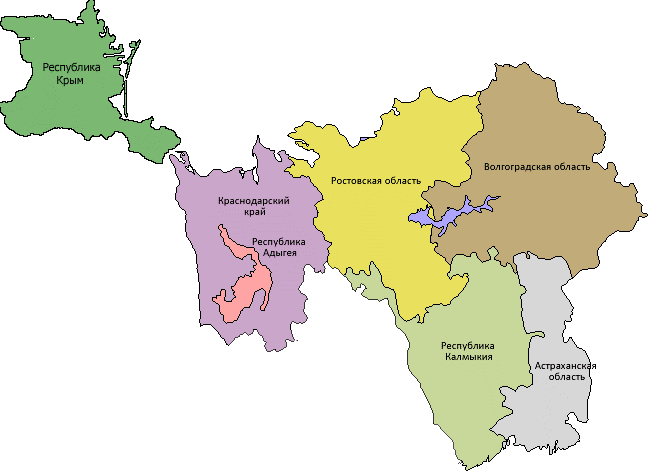 Республика
Крым
Волгоградская область
Ростовская область
Краснодарский
край
Республика
Адыгея
Республика
Калмыкия
Астраханская
область